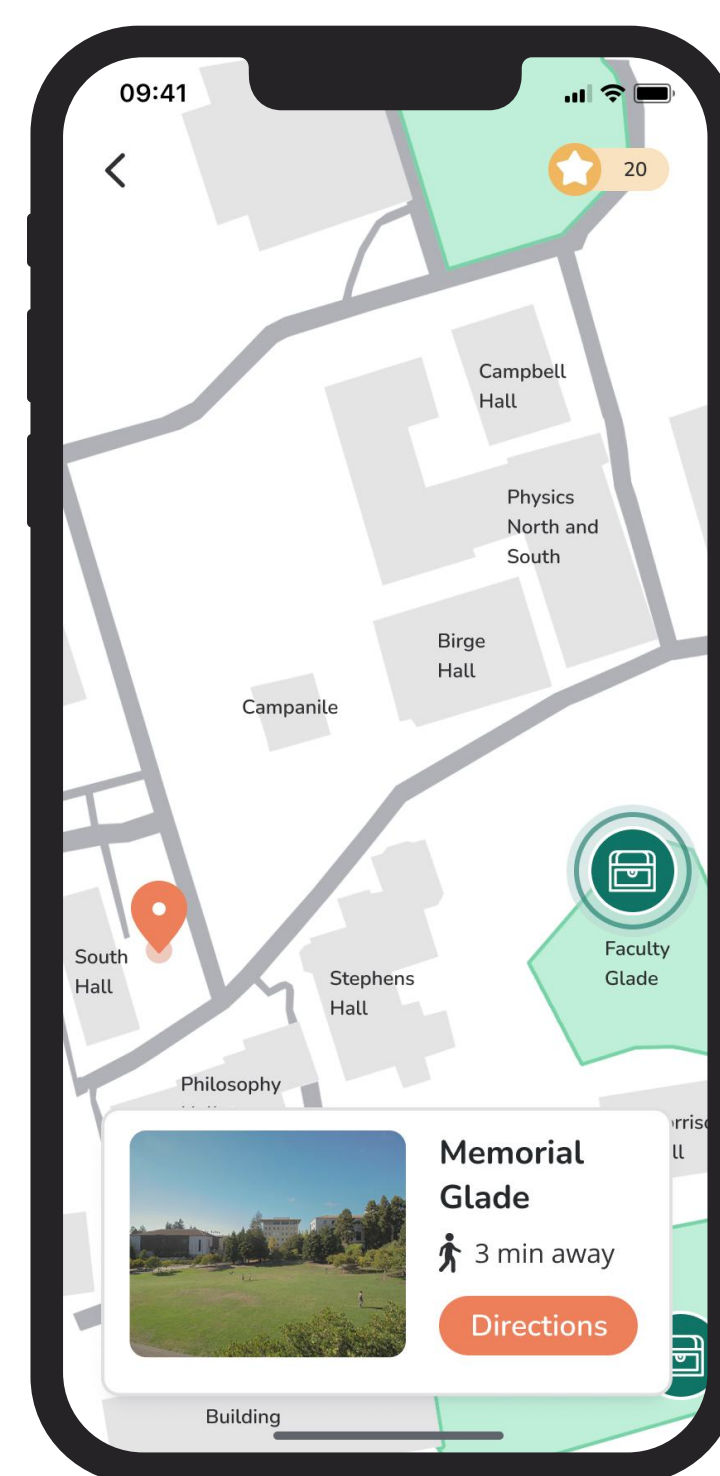 09:41
20
Campbell
Hall
Physics
North and
South
Birge
Hall
Campanile
Faculty
Glade
South
Hall
Stephens
Hall
Philosophy
Memorial
Glade
3 min away
Directions
Building